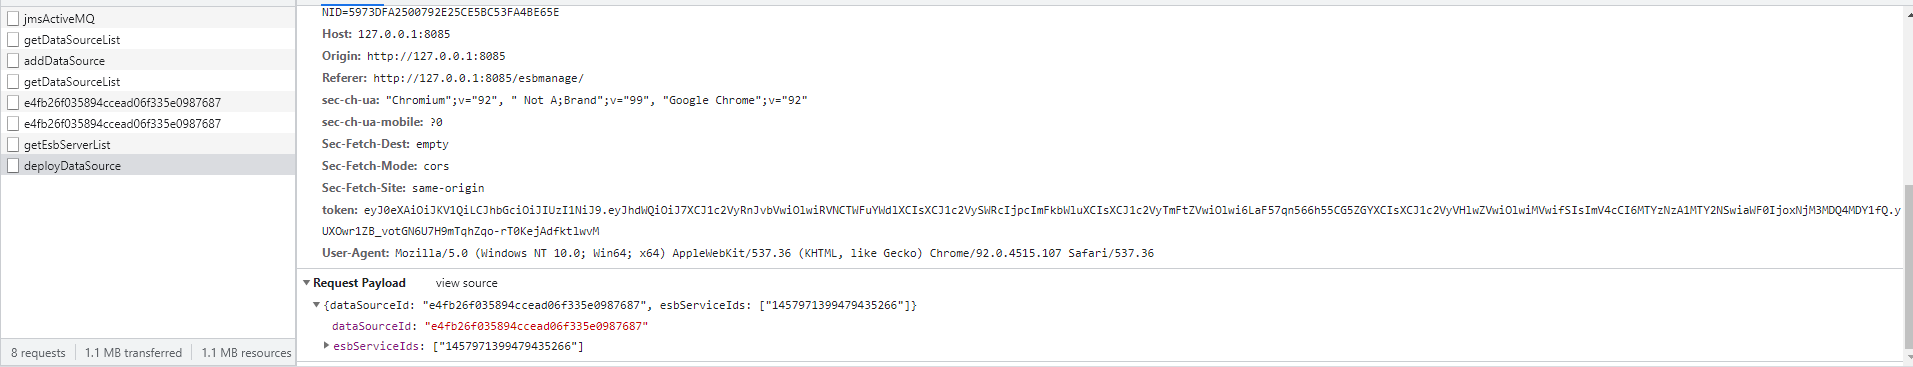 jmsActiveMQ
getDataSourceList
addDataSource
getDataSourceList
e4fb26f035894ccead06f335e0987687
e4fb26f035894ccead06f335e0987687
getEsbServerList
deployDataSource
8 requests 1.1 MB transferred 1.1 MB resources
NID=5973DFA2500792E25CE5BC53FA4BE65E
Host: 127.0.0.1:8085
Origin: http://127.0.0.1:8085
Referer: http://127.0.0.1:8085/esbmanage/
sec-ch-ua: "Chromium";v="92", " Not A;Brand";v="99", "Google Chrome";v="92"
sec-ch-ua-mobile: ?0
Sec-Fetch-Dest: empty
Sec-Fetch-Mode: cors
Sec-Fetch-Site: same-origin
token: eyJ0eXAiOiJKV1QiLCJhbGciOiJIUzI1NiJ9.eyJhdWQiOiJ7XCJ1c2VyRnJvbVwiOlwiRVNCTWFuYWdlXCIsXCJ1c2VySWRcIjpcImFkbWluXCIsXCJ1c2VyTmFtZVwiOlwi6LaF57qn566h55CG5ZGYXCIsXCJ1c2VyVHlwZVwiOlwiMVwifSIsImV4cCI6MTYzNzA1MTY2NSwiaWF0IjoxNjM3MDQ4MDY1fQ.y
UXOwr1ZB_votGN6U7H9mTqhZqo-rT0KejAdfktlwvM
User-Agent: Mozilla/5.0 (Windows NT 10.0; Win64; x64) AppleWebKit/537.36 (KHTML, like Gecko) Chrome/92.0.4515.107 Safari/537.36
Request Payload view source
{dataSourceId: "e4fb26f035894ccead06f335e0987687", esbServiceIds: ["1457971399479435266"]}
dataSourceId: "e4fb26f035894ccead06f335e0987687"
esbServiceIds: ["1457971399479435266"]